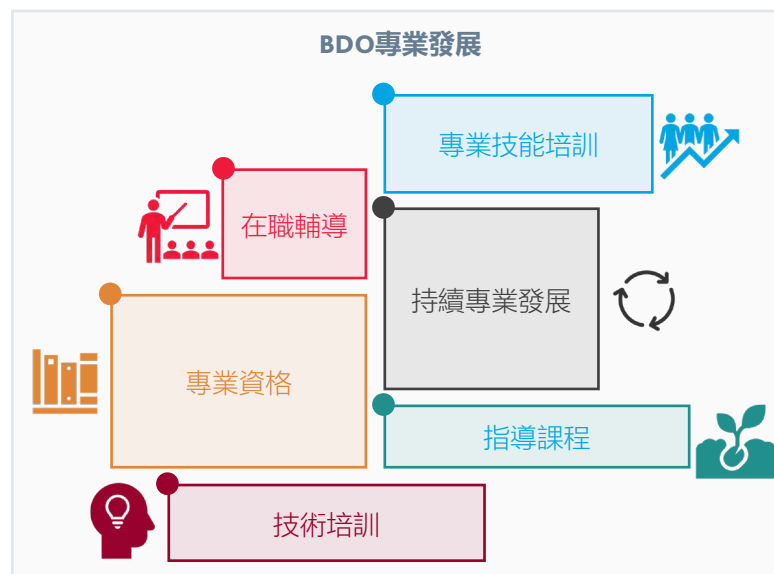 BDO專業發展
專業技能培訓
在職輔導
持續專業發展
專業資格
指導課程
技術培訓